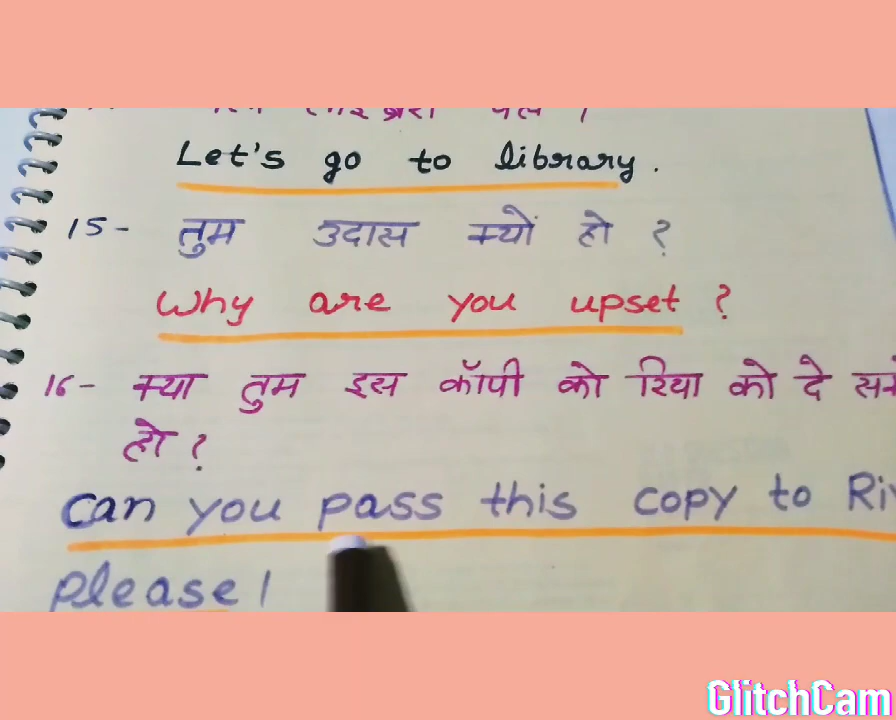 Let's go to library.
15- तुम उदास क्यों हो ?
Why are you upset ?
16- क्या तुम इस कॉपी को रिया को दे
हो ?
Can you pass this copy to
please।
GlitchCam